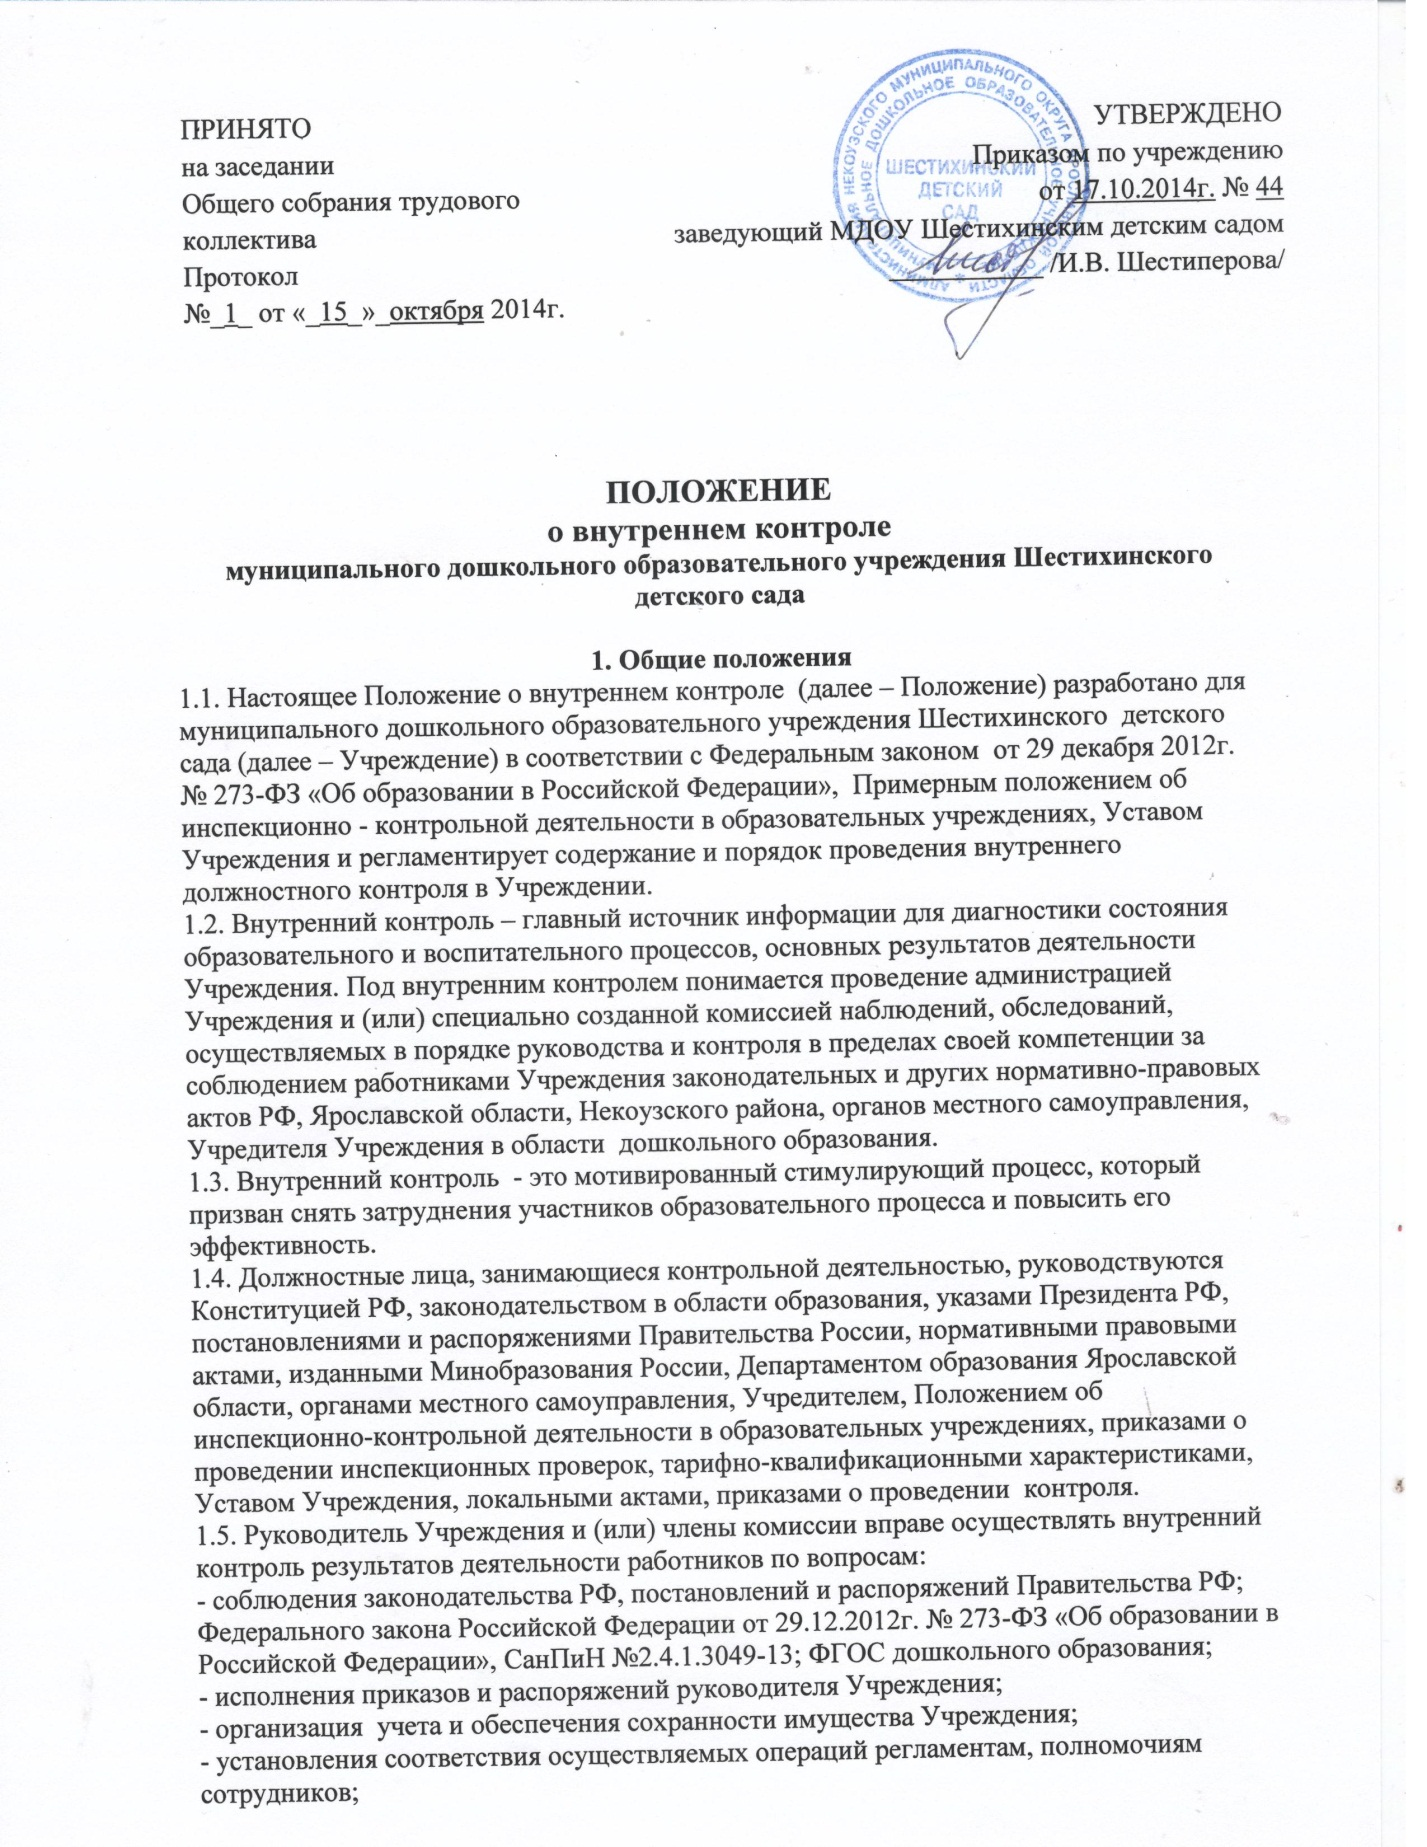 ПРИНЯТО
на заседании
Общего собрания трудового
коллектива
Протокол
№_1_ от «_15_»_октября 2014г.
УТВЕРЖДЕНО
Приказом по учреждению
от 17.10.2014г. № 44
заведующий МДОУ Шестихинским детским садом
___________ /И.В. Шестиперова/
ШЕСТИХИНСКИЙ
ДЕТСКИЙ
САД
ПОЛОЖЕНИЕ
о внутреннем контроле
муниципального дошкольного образовательного учреждения Шестихинского
детского сада
1. Общие положения
1.1. Настоящее Положение о внутреннем контроле (далее – Положение) разработано для
муниципального дошкольного образовательного учреждения Шестихинского детского
сада (далее – Учреждение) в соответствии с Федеральным законом от 29 декабря 2012г.
№ 273-ФЗ «Об образовании в Российской Федерации», Примерным положением об
инспекционно - контрольной деятельности в образовательных учреждениях, Уставом
Учреждения и регламентирует содержание и порядок проведения внутреннего
должностного контроля в Учреждении.
1.2. Внутренний контроль – главный источник информации для диагностики состояния
образовательного и воспитательного процессов, основных результатов деятельности
Учреждения. Под внутренним контролем понимается проведение администрацией
Учреждения и (или) специально созданной комиссией наблюдений, обследований,
осуществляемых в порядке руководства и контроля в пределах своей компетенции за
соблюдением работниками Учреждения законодательных и других нормативно-правовых
актов РФ, Ярославской области, Некоузского района, органов местного самоуправления,
Учредителя Учреждения в области дошкольного образования.
1.3. Внутренний контроль - это мотивированный стимулирующий процесс, который
призван снять затруднения участников образовательного процесса и повысить его
эффективность.
1.4. Должностные лица, занимающиеся контрольной деятельностью, руководствуются
Конституцией РФ, законодательством в области образования, указами Президента РФ,
постановлениями и распоряжениями Правительства России, нормативными правовыми
актами, изданными Минобразования России, Департаментом образования Ярославской
области, органами местного самоуправления, Учредителем, Положением об
инспекционно-контрольной деятельности в образовательных учреждениях, приказами о
проведении инспекционных проверок, тарифно-квалификационными характеристиками,
Уставом Учреждения, локальными актами, приказами о проведении контроля.
1.5. Руководитель Учреждения и (или) члены комиссии вправе осуществлять внутренний
контроль результатов деятельности работников по вопросам:
- соблюдения законодательства РФ, постановлений и распоряжений Правительства РФ;
Федерального закона Российской Федерации от 29.12.2012г. № 273-ФЗ «Об образовании в
Российской Федерации», СанПиН №2.4.1.3049-13; ФГОС дошкольного образования;
- исполнения приказов и распоряжений руководителя Учреждения;
- организация учета и обеспечения сохранности имущества Учреждения;
- установления соответствия осуществляемых операций регламентам, полномочиям
сотрудников;